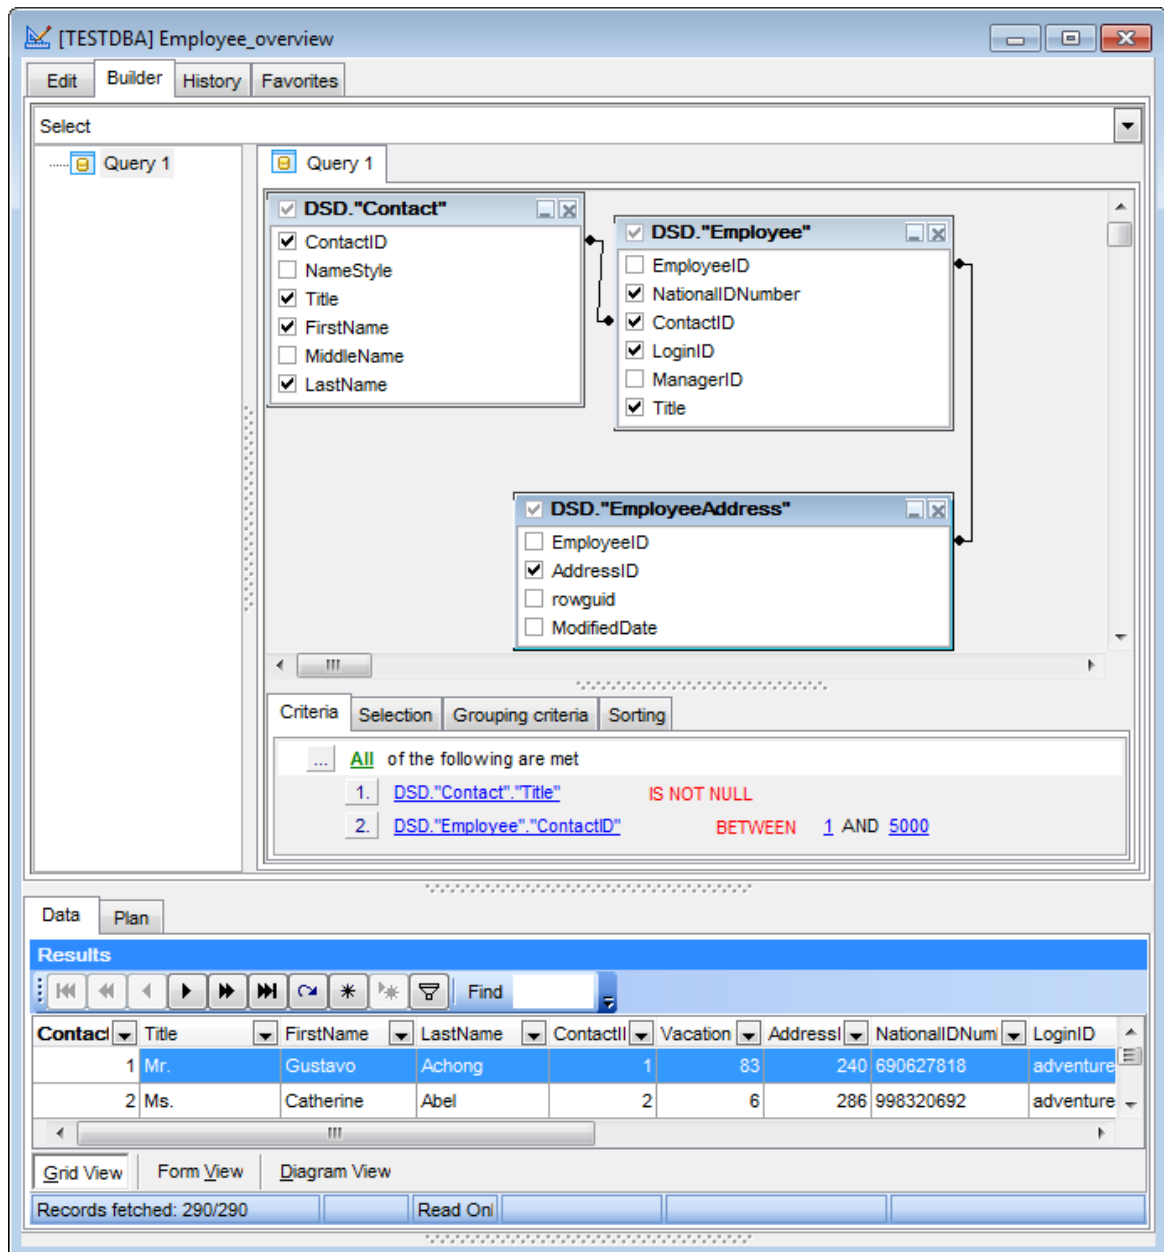 [TESTDBA] Employee_overview
Edit Builder History Favorites
Select
Query 1
Query 1
DSD."Contact"
ContactID
NameStyle
Title
FirstName
MiddleName
LastName
DSD."Employee"
EmployeeID
NationalIDNumber
ContactID
LoginID
ManagerID
Title
DSD."EmployeeAddress"
EmployeeID
AddressID
rowguid
ModifiedDate
Criteria Selection Grouping criteria Sorting
... All of the following are met
1. DSD."Contact"."Title" IS NOT NULL
2. DSD."Employee"."ContactID" BETWEEN 1 AND 5000
Data Plan
Results
Find
Contact Title FirstName LastName ContactI Vacation AddressI NationalIDNum LoginID
1 Mr. Gustavo Achong 1 83 240 690627818 adventure
2 Ms. Catherine Abel 2 6 286 998320692 adventure
Grid View Form View Diagram View
Records fetched: 290/290 Read Onl